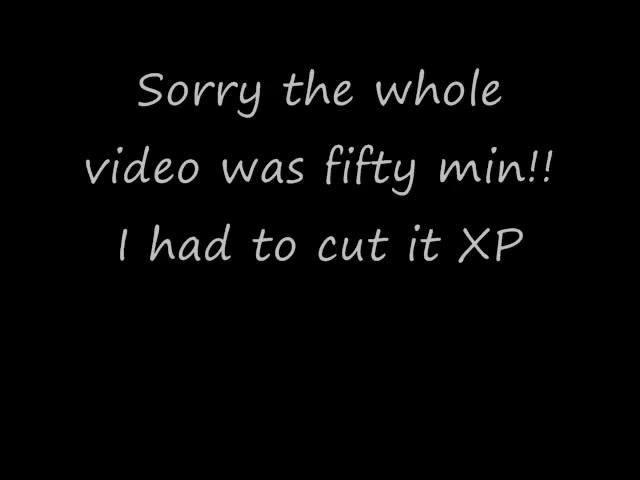 Sorry the whole
video was fifty min!!
I had to cut it XP